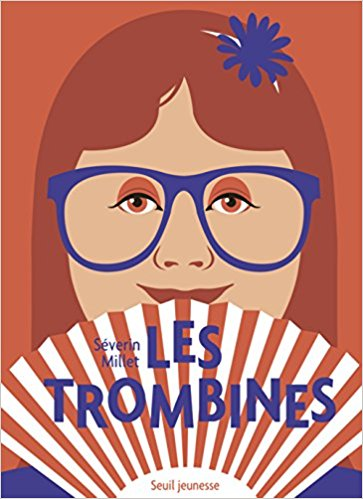 Séverin
Millet
LES
TROMBINES
Seuil jeunesse